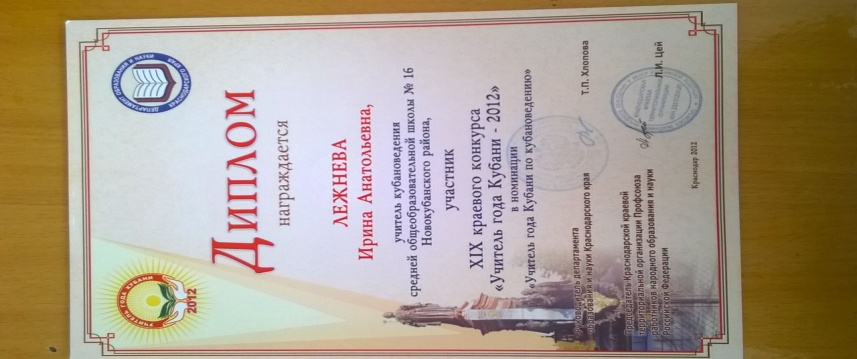 ДЕПАРТАМЕНТ ОБРАЗОВАНИЯ И НАУКИ
КРАСНОДАРСКОГО КРАЯ
УЧИТЕЛЬ ГОДА КУБАНИ
2012
ДИПЛОМ
награждается
ЛЕЖНЕВА
Ирина Анатольевна,
учитель кубановедения
средней общеобразовательной школы № 16
Новокубанского района,
участник
XIX краевого конкурса
«Учитель года Кубани - 2012»
в номинации
«Учитель года Кубани по кубановедению»
Руководитель департамента
образования и науки Краснодарского края
Т.П. Хлопова
Председатель Краснодарской краевой
территориальной организации Профсоюза
работников народного образования и науки
Российской Федерации
Л.И. Цей
Краснодар 2012